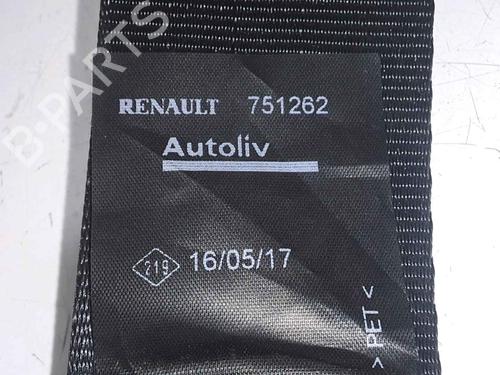 RENAULT 751262
Autoliv
219 16/05/17
> PET <
B-PARTS